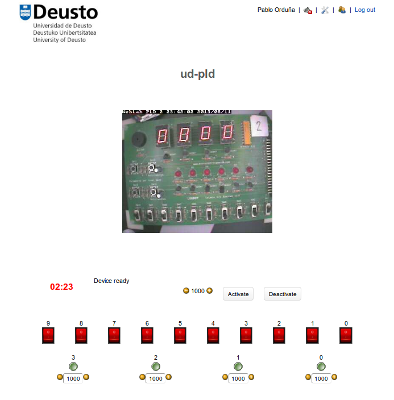 Deusto
Universidad de Deusto
Deustuko Unibertsitatea
University of Deusto
Pablo Orduña | | | | Log out
ud-pld
2
02:23
Device ready
1000
Activate
Deactivate
9 8 7 6 5 4 3 2 1 0
3 2 1 0
1000 1000 1000 1000